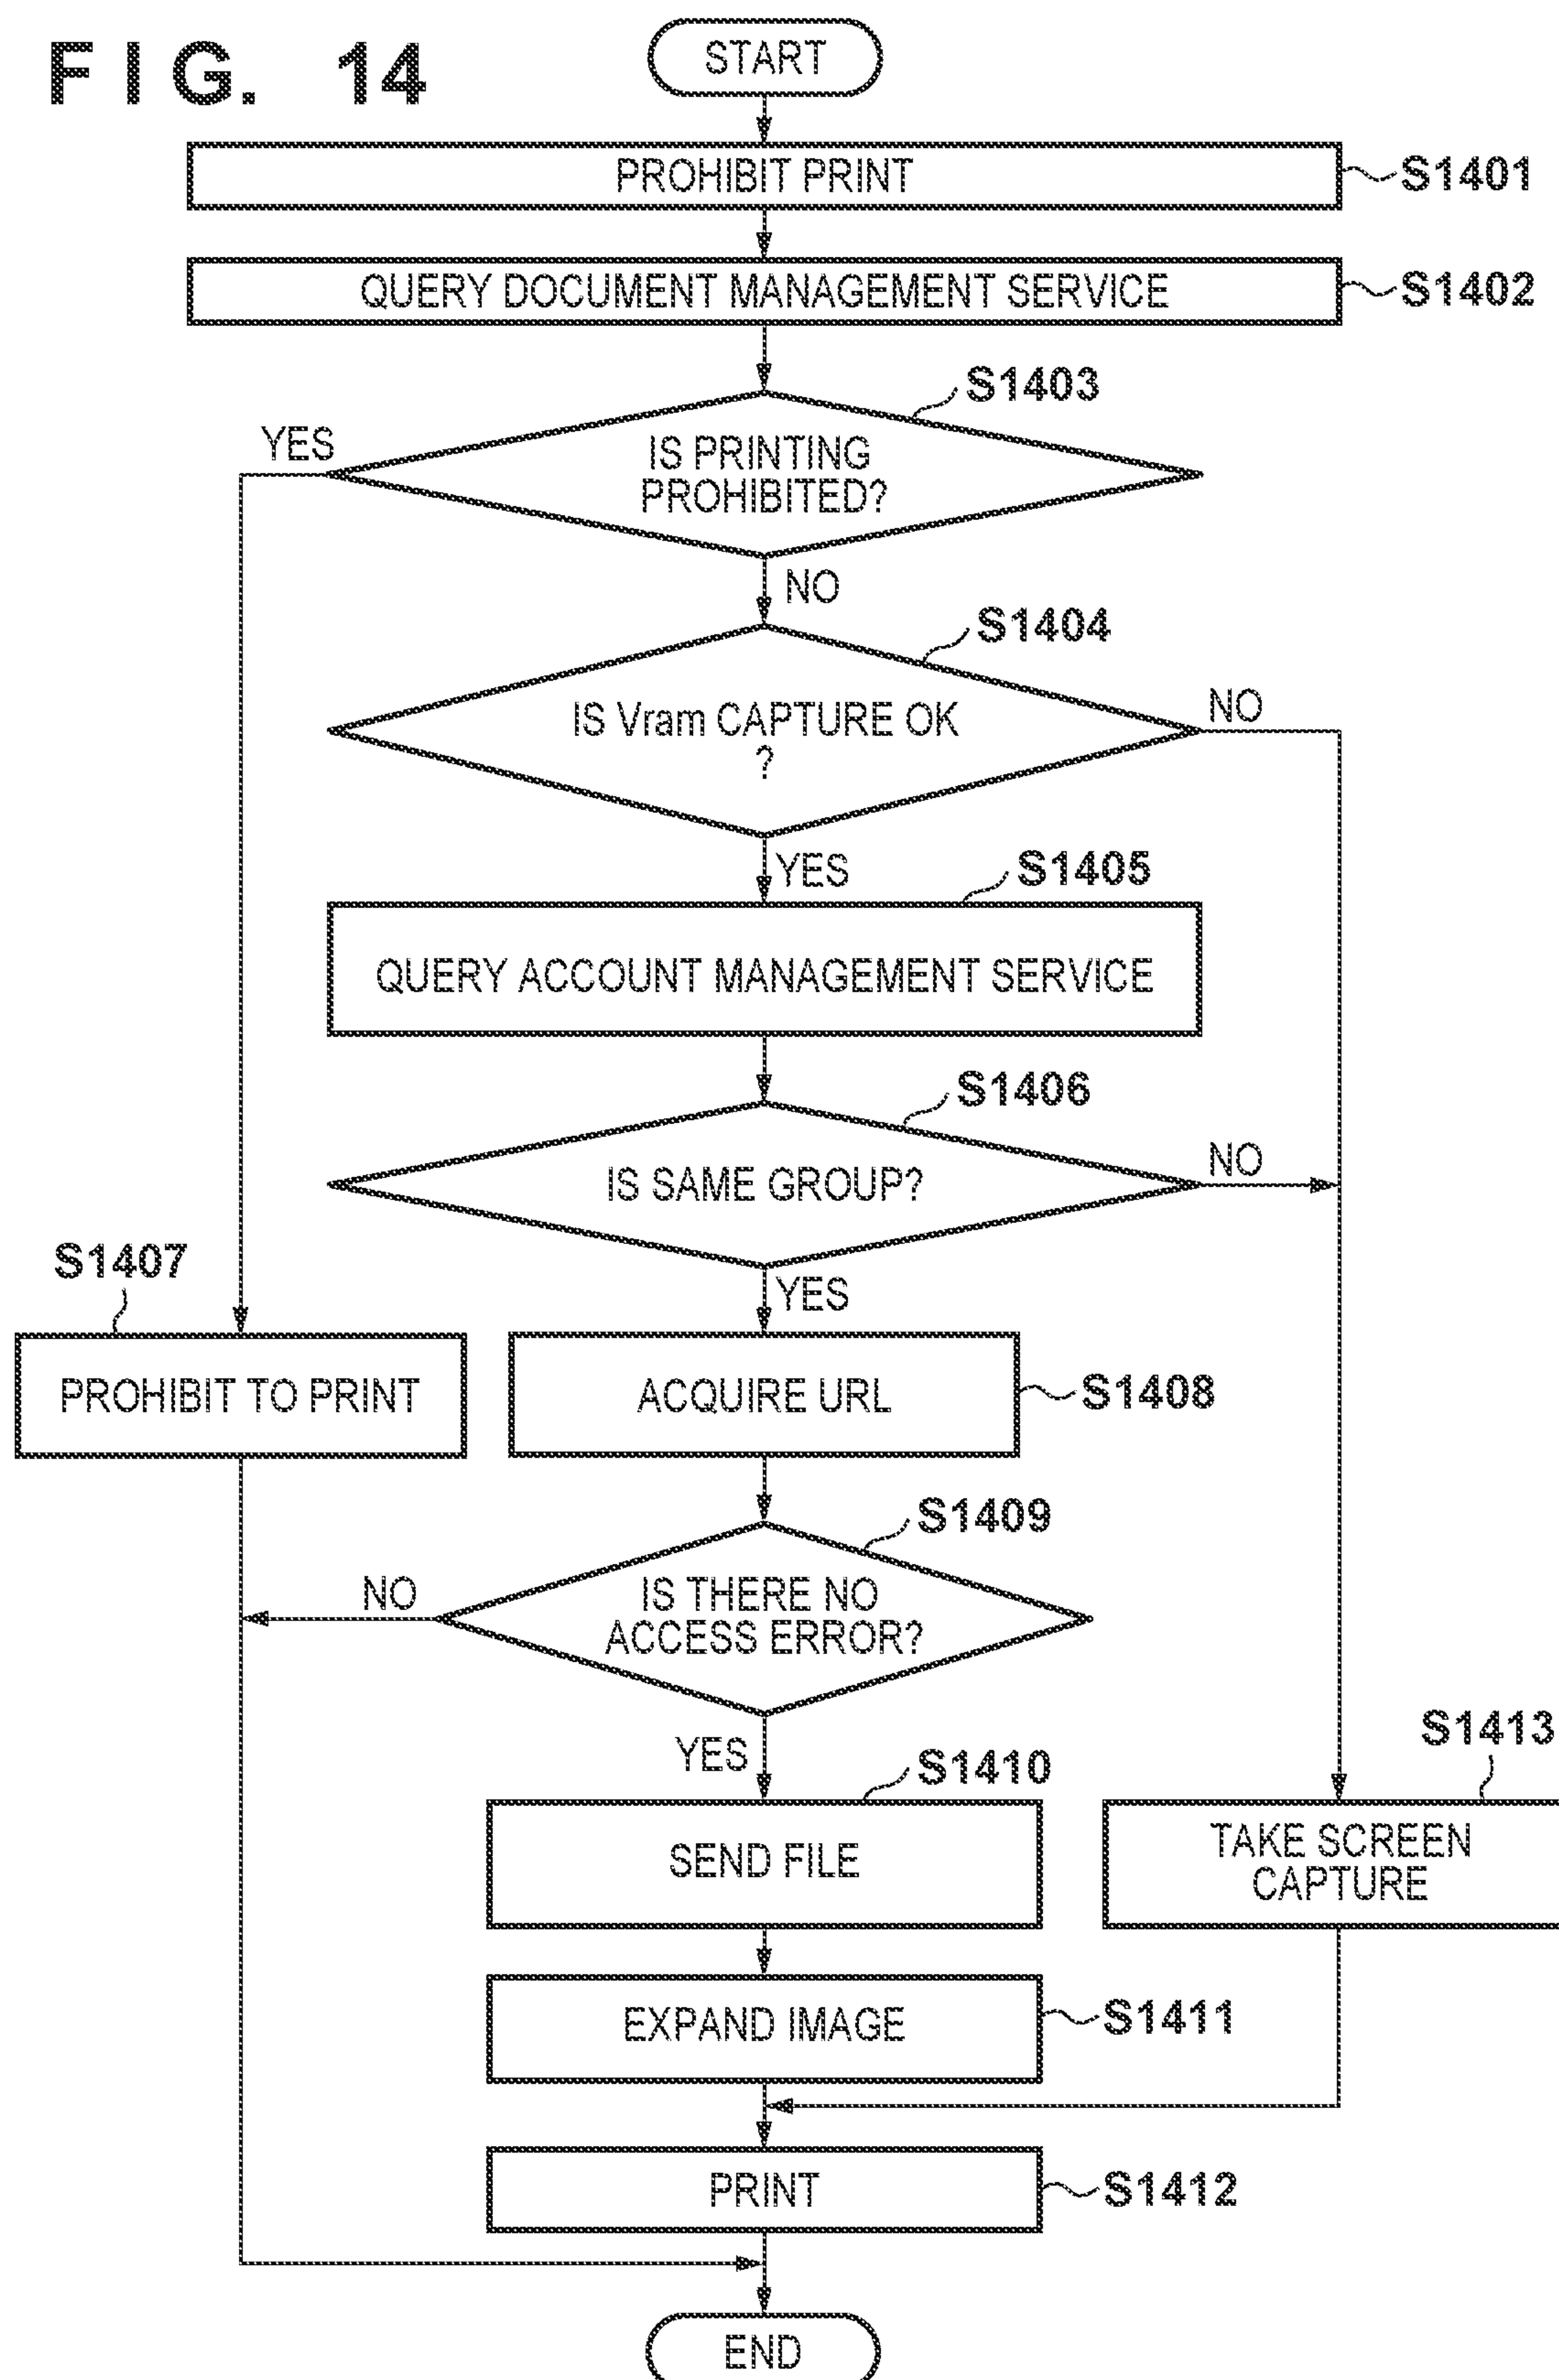 FIG. 14
START
PROHIBIT PRINT
S1401
QUERY DOCUMENT MANAGEMENT SERVICE
S1402
S1403
YES
IS PRINTING
PROHIBITED?
NO
S1404
IS Vram CAPTURE OK
?
NO
YES
S1405
QUERY ACCOUNT MANAGEMENT SERVICE
S1406
IS SAME GROUP?
NO
YES
S1407
PROHIBIT TO PRINT
ACQUIRE URL
S1408
S1409
NO
IS THERE NO
ACCESS ERROR?
YES
S1410
S1413
SEND FILE
TAKE SCREEN
CAPTURE
EXPAND IMAGE
S1411
PRINT
S1412
END